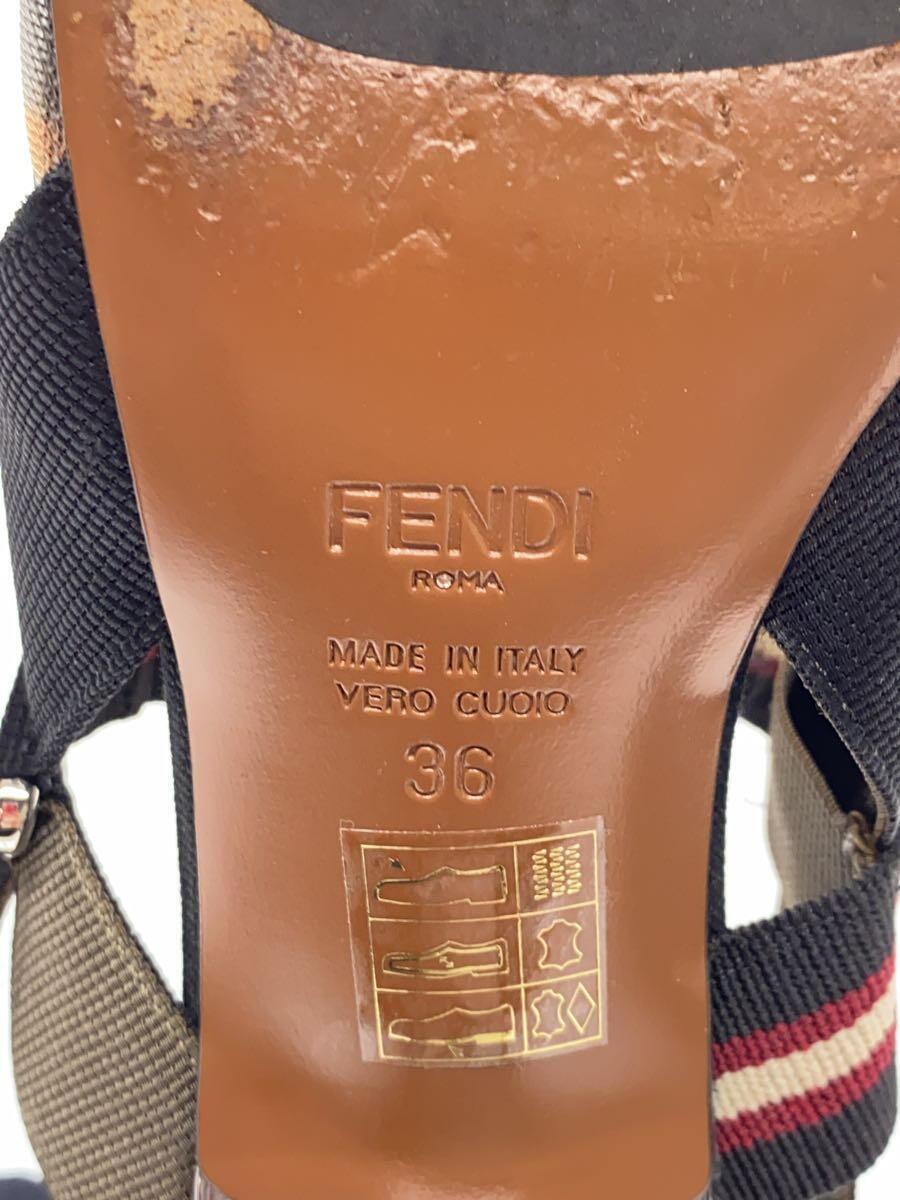 FENDI
ROMA
MADE IN ITALY
VERO CUOIO
36